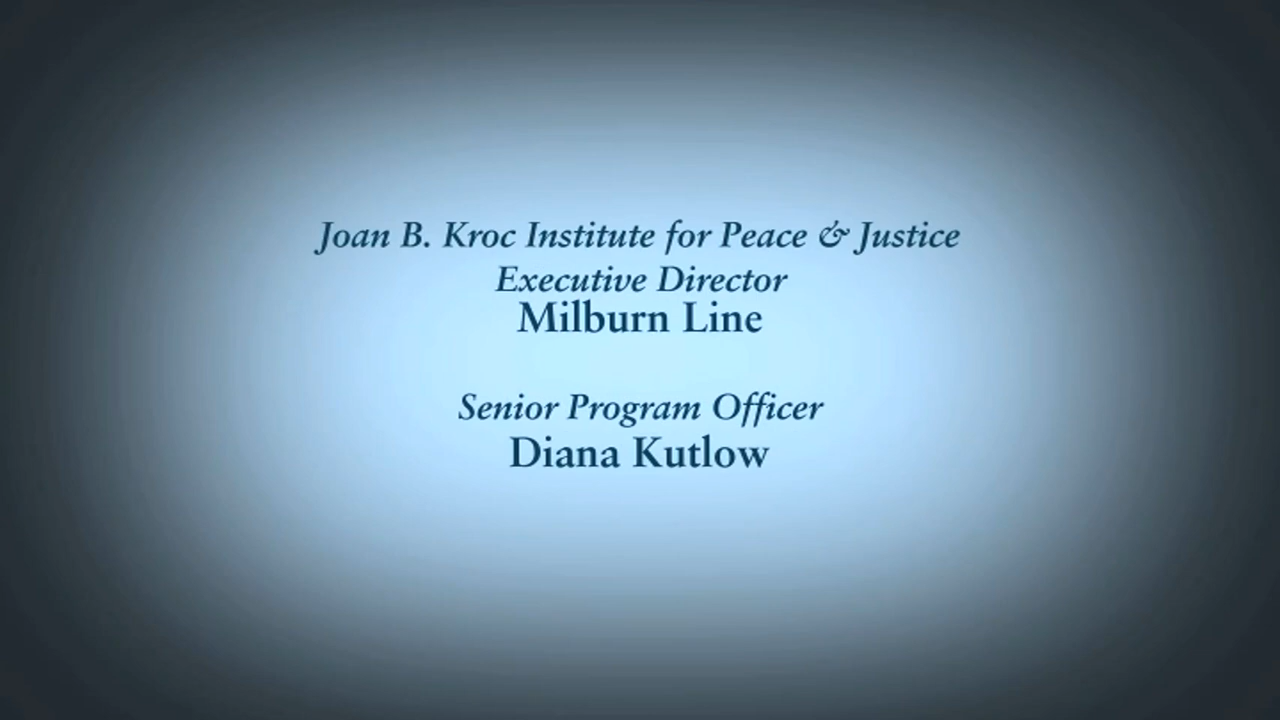 Joan B. Kroc Institute for Peace & Justice
Executive Director
Milburn Line
Senior Program Officer
Diana Kutlow